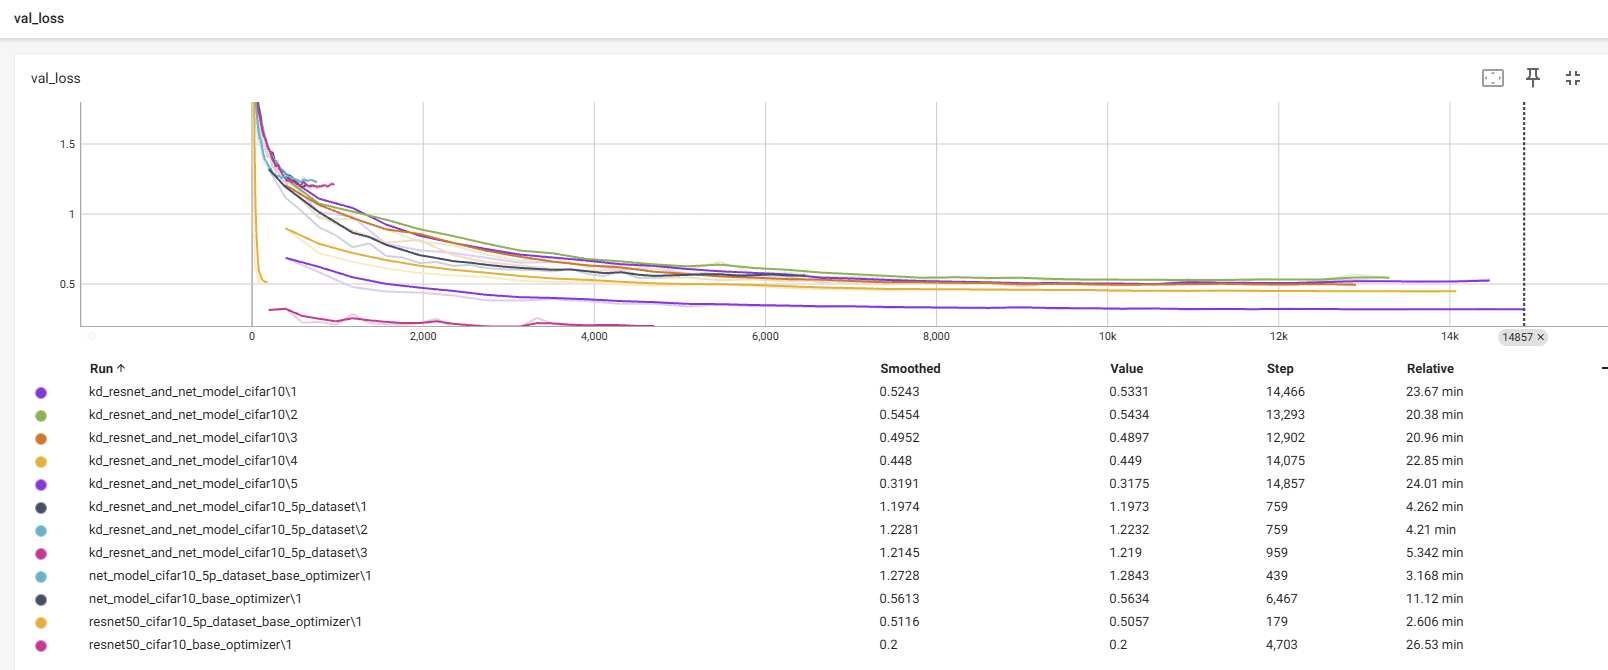 val_loss
val_loss
1.5
1
0.5
0 2,000 4,000 6,000 8,000 10k 12k 14k 14857 ×
Run ↑ Smoothed Value Step Relative
kd_resnet_and_net_model_cifar10\1 0.5243 0.5331 14,466 23.67 min
kd_resnet_and_net_model_cifar10\2 0.5454 0.5434 13,293 20.38 min
kd_resnet_and_net_model_cifar10\3 0.4952 0.4897 12,902 20.96 min
kd_resnet_and_net_model_cifar10\4 0.448 0.449 14,075 22.85 min
kd_resnet_and_net_model_cifar10\5 0.3191 0.3175 14,857 24.01 min
kd_resnet_and_net_model_cifar10_5p_dataset\1 1.1974 1.1973 759 4.262 min
kd_resnet_and_net_model_cifar10_5p_dataset\2 1.2281 1.2232 759 4.21 min
kd_resnet_and_net_model_cifar10_5p_dataset\3 1.2145 1.219 959 5.342 min
net_model_cifar10_5p_dataset_base_optimizer\1 1.2728 1.2843 439 3.168 min
net_model_cifar10_base_optimizer\1 0.5613 0.5634 6,467 11.12 min
resnet50_cifar10_5p_dataset_base_optimizer\1 0.5116 0.5057 179 2.606 min
resnet50_cifar10_base_optimizer\1 0.2 0.2 4,703 26.53 min